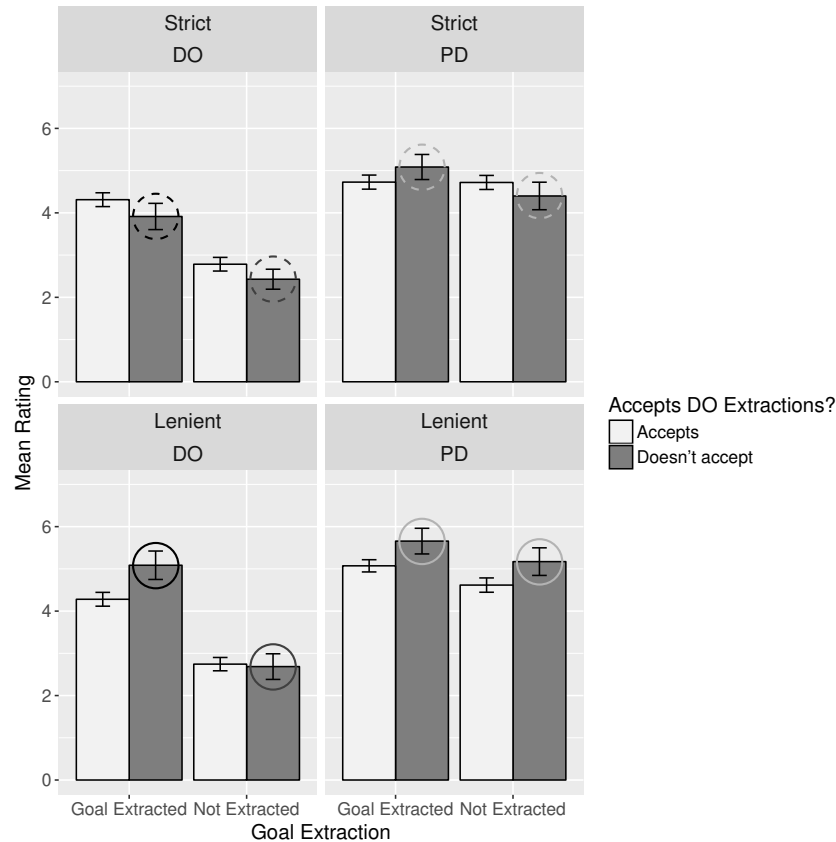 Strict
DO
Strict
PD
6
4
2
0
Lenient
DO
Lenient
PD
6
4
2
0
Mean Rating
Goal Extracted
Not Extracted
Goal Extracted
Not Extracted
Goal Extraction
Accepts DO Extractions?
Accepts
Doesn't accept